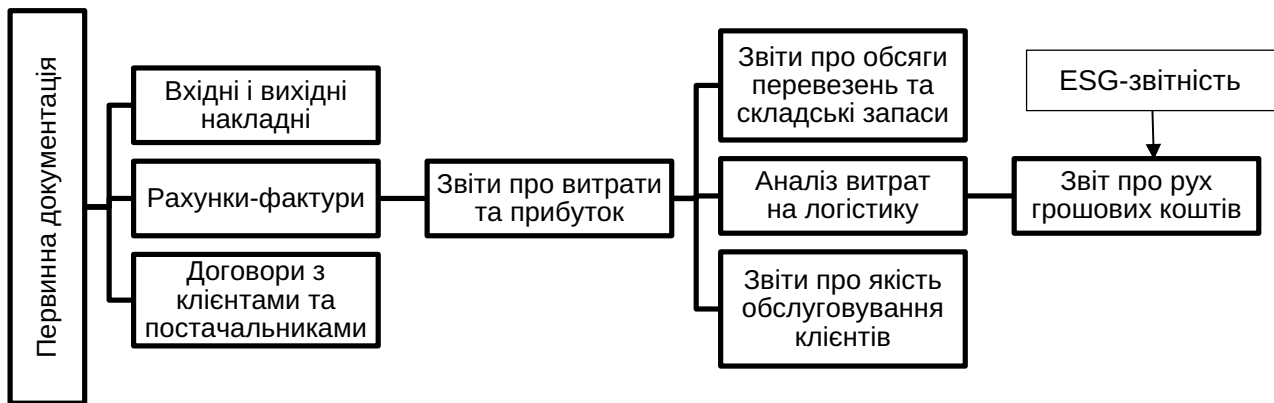 Первинна документація
Вхідні і вихідні
накладні
Рахунки-фактури
Договори з
клієнтами та
постачальниками
Звіти про витрати
та прибуток
Звіти про обсяги
перевезень та
складські запаси
Аналіз витрат
на логістику
Звіти про якість
обслуговування
клієнтів
ESG-звітність
Звіт про рух
грошових коштів